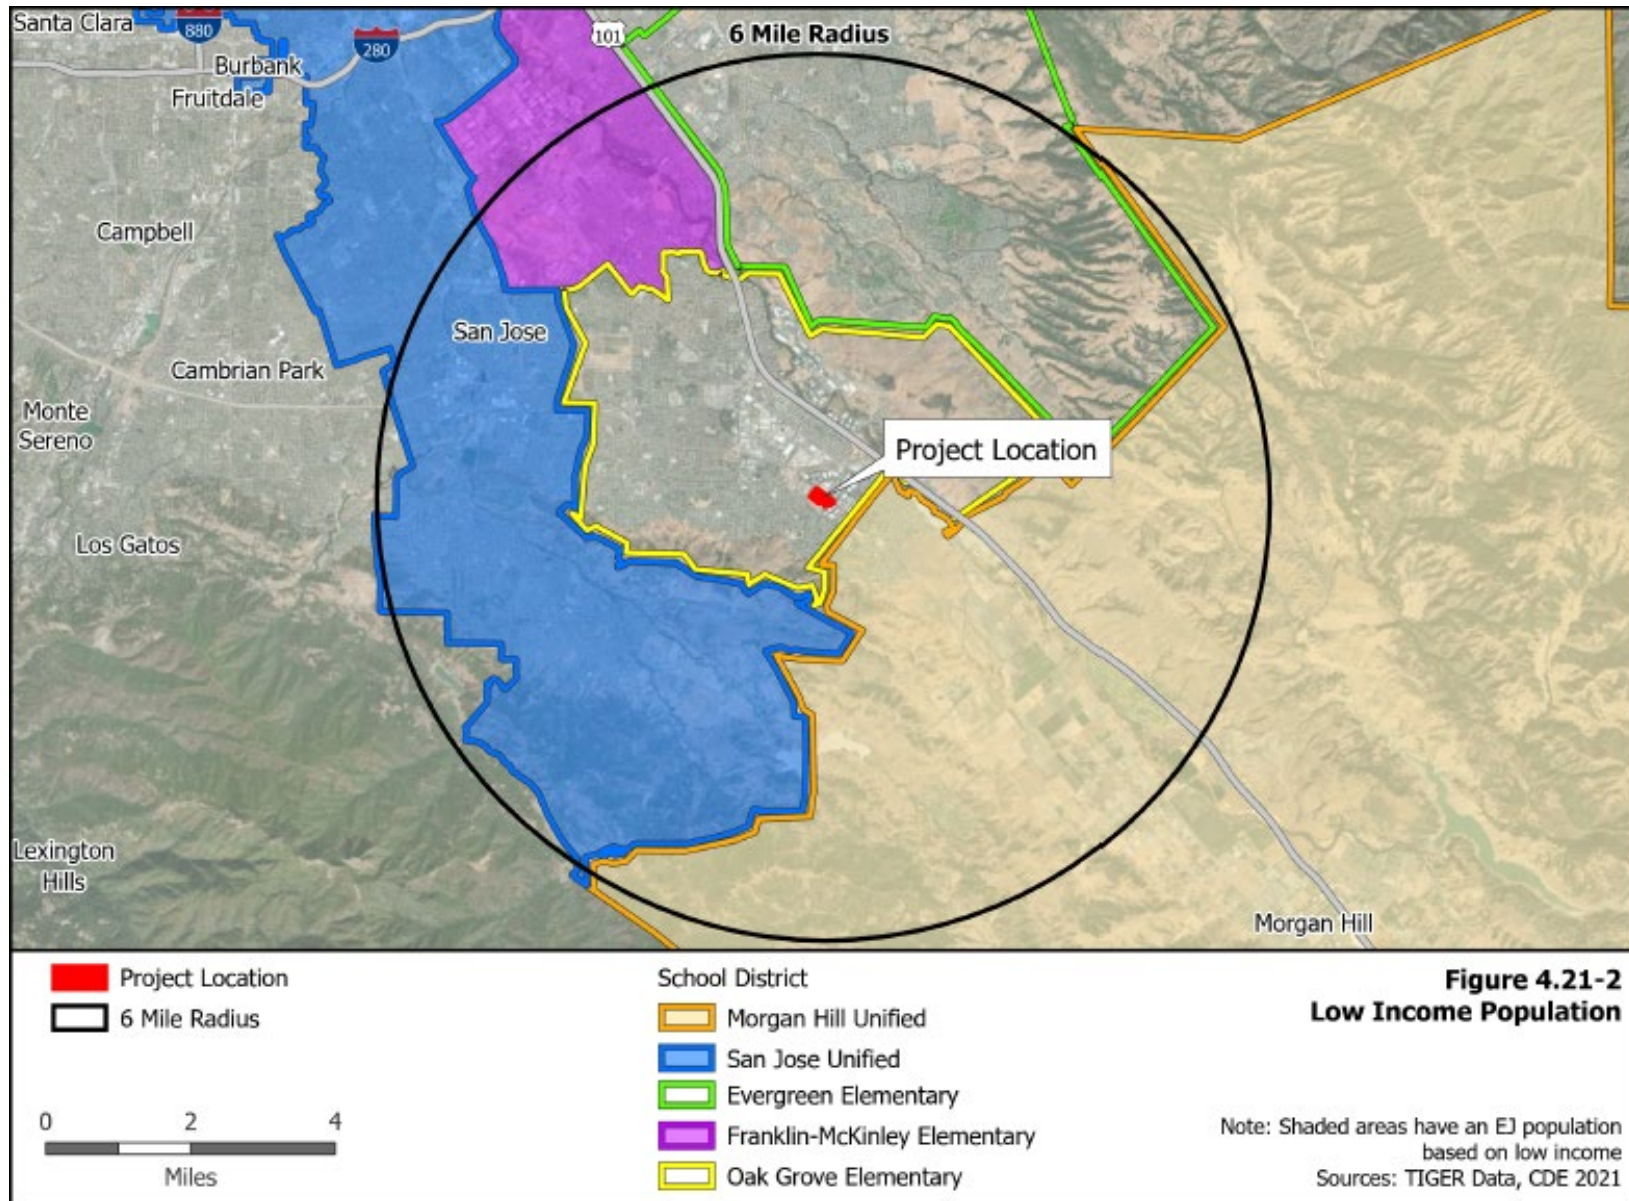 Santa Clara
880
280
101
6 Mile Radius
Burbank
Fruitdale
Campbell
San Jose
Cambrian Park
Monte
Sereno
Project Location
Los Gatos
Lexington
Hills
Morgan Hill
Project Location
6 Mile Radius
0 2 4
Miles
School District
Morgan Hill Unified
San Jose Unified
Evergreen Elementary
Franklin-McKinley Elementary
Oak Grove Elementary
Figure 4.21-2
Low Income Population
Note: Shaded areas have an EJ population
based on low income
Sources: TIGER Data, CDE 2021